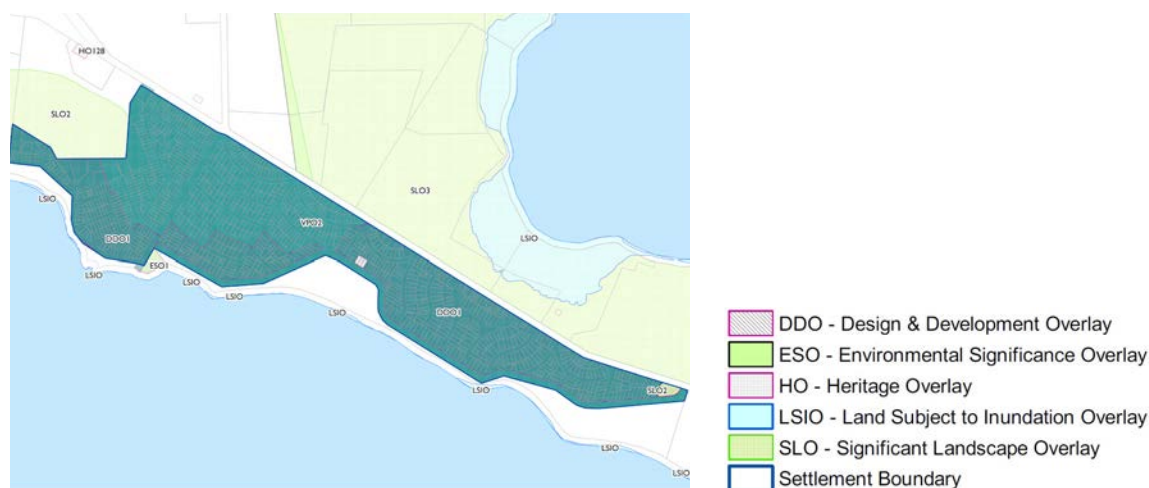 HO128
SLO2
SLO3
LSIO
VPO2
LSIO
DDO1
ESO1
LSIO
LSIO
LSIO
LSIO
DDO1
SLO2
LSIO
LSIO
LSIO
DDO - Design & Development Overlay
ESO - Environmental Significance Overlay
HO - Heritage Overlay
LSIO - Land Subject to Inundation Overlay
SLO - Significant Landscape Overlay
Settlement Boundary